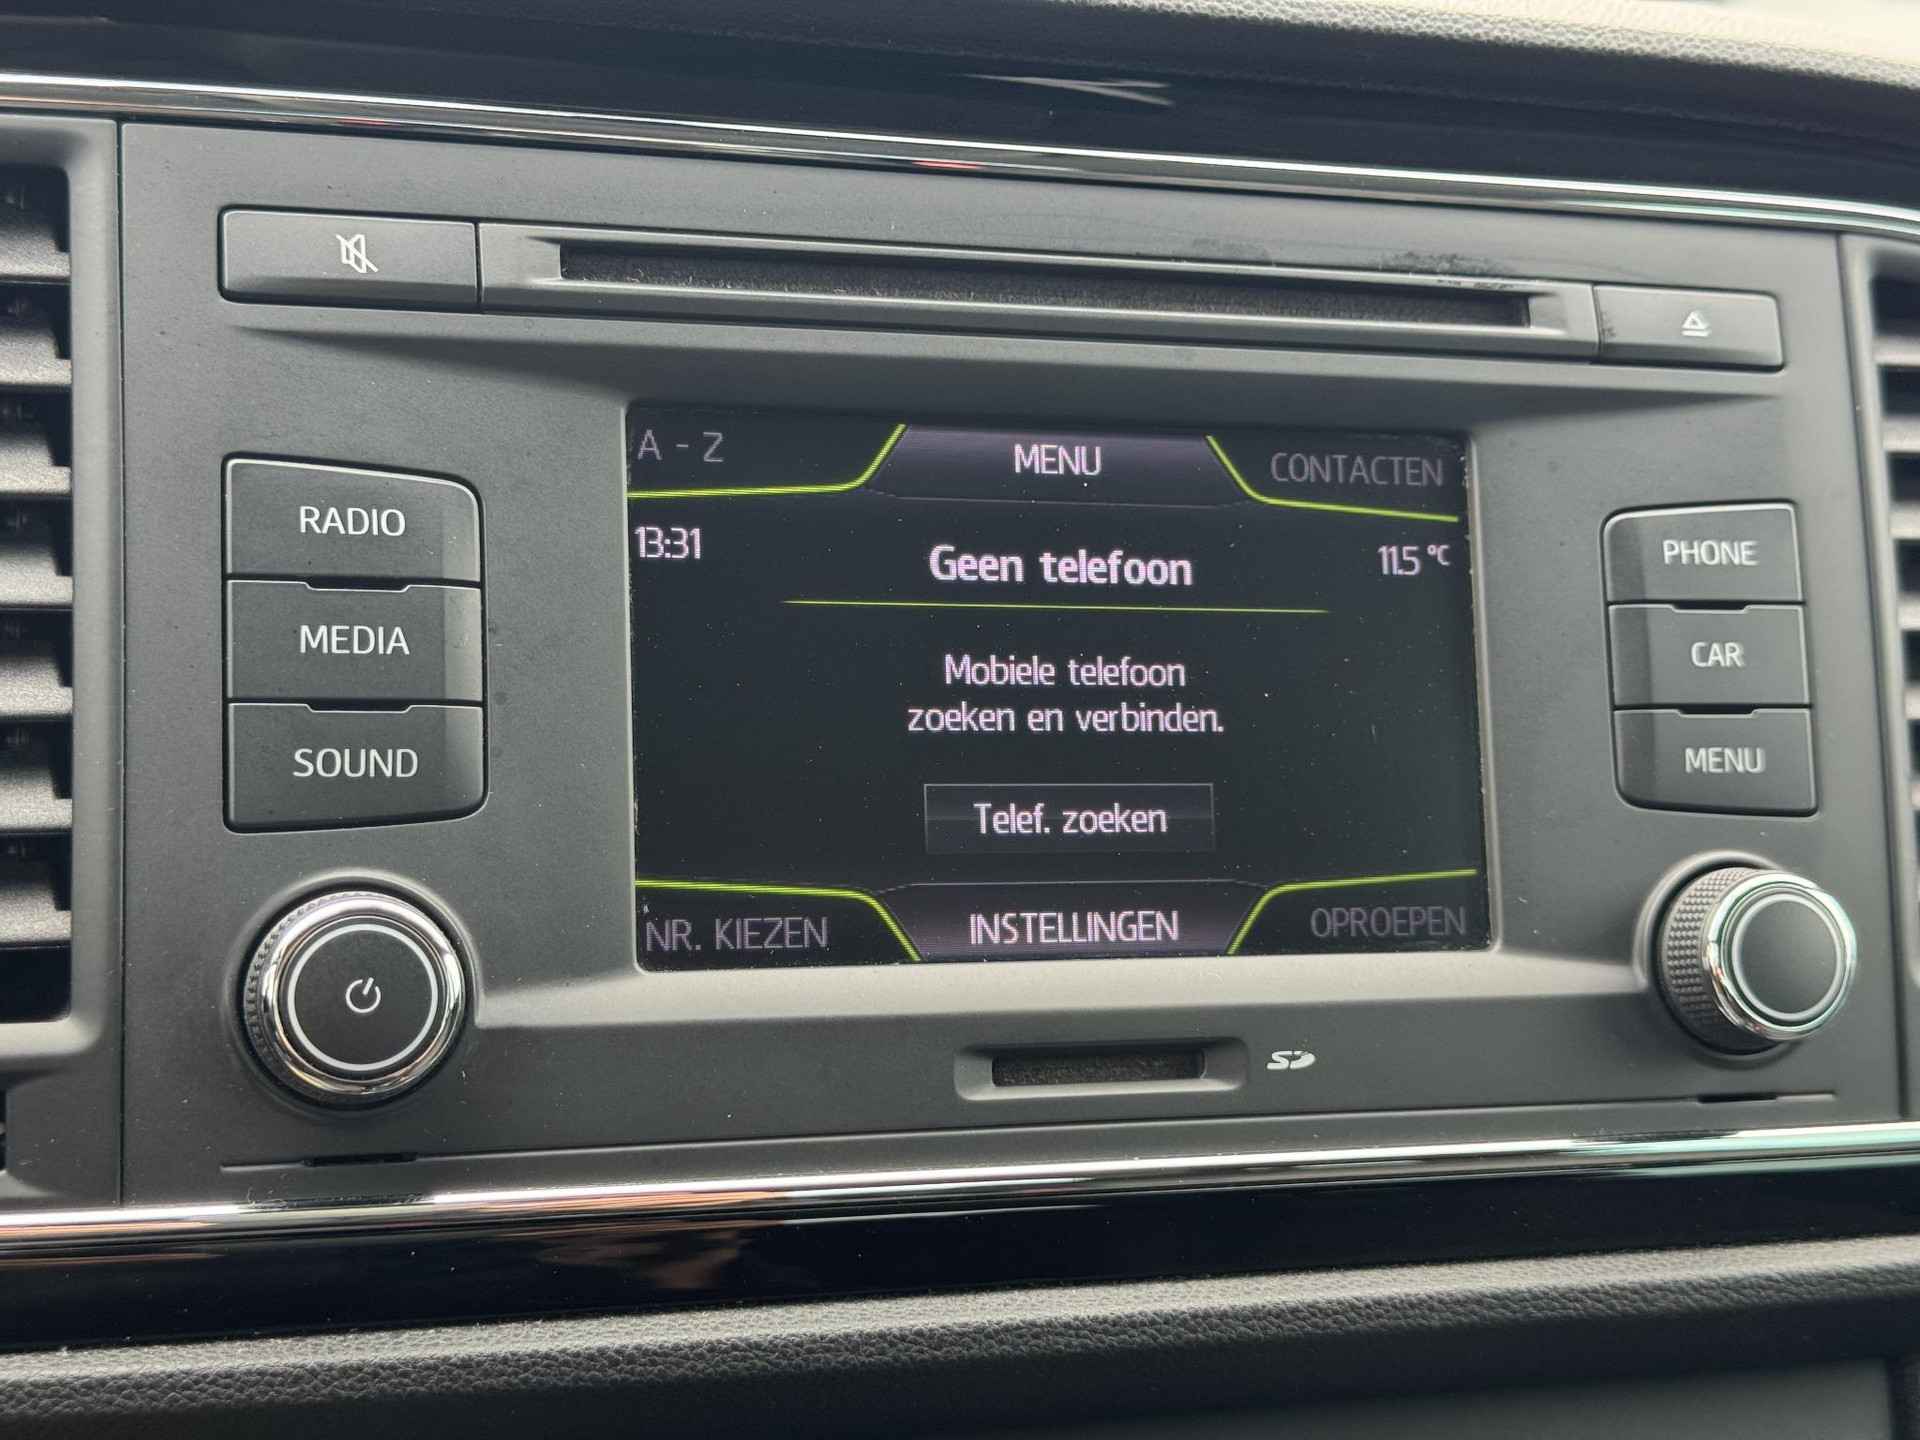 RADIO
MEDIA
SOUND
A - Z
MENU
CONTACTEN
13:31
Geen telefoon
11.5 °C
Mobiele telefoon
zoeken en verbinden.
Telef. zoeken
NR. KIEZEN
INSTELLINGEN
OPROEPEN
PHONE
CAR
MENU
SD